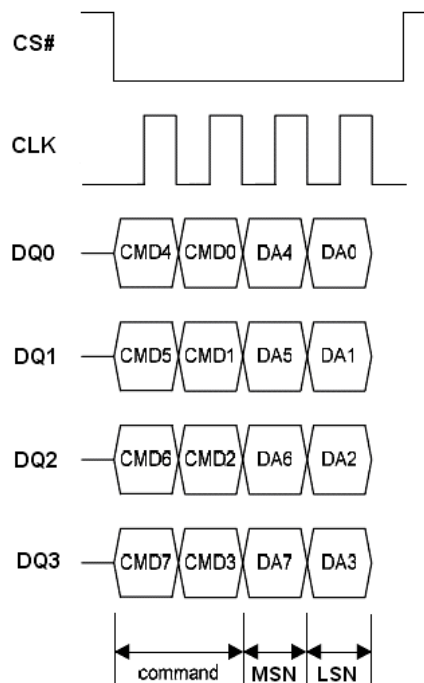 CS#
CLK
DQ0 CMD4 CMD0 DA4 DA0
DQ1 CMD5 CMD1 DA5 DA1
DQ2 CMD6 CMD2 DA6 DA2
DQ3 CMD7 CMD3 DA7 DA3
command MSN LSN